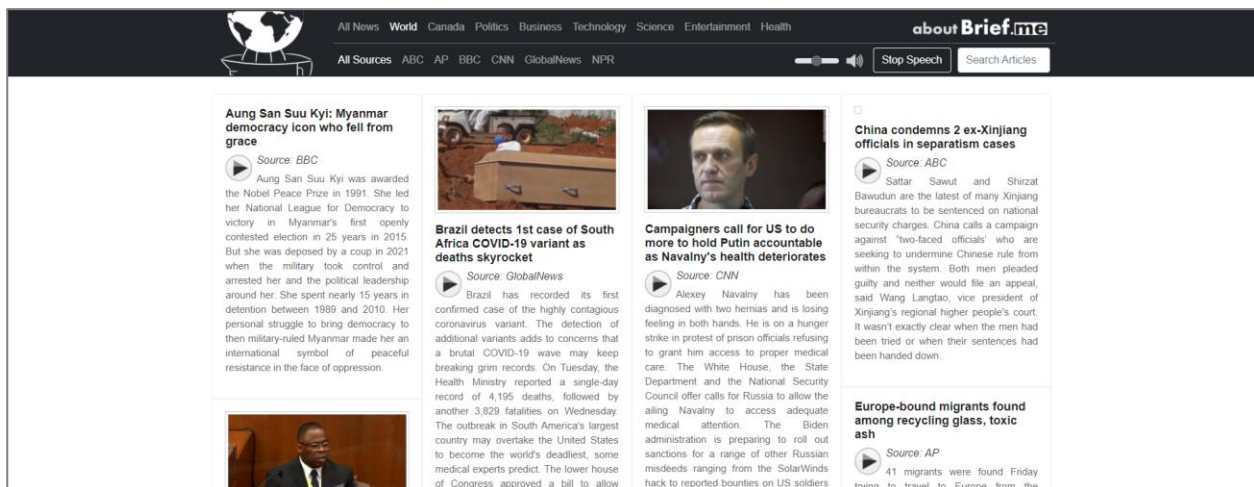 All News World Canada Politics Business Technology Science Entertainment Health
about Brief.me
All Sources ABC AP BBC CNN GlobalNews NPR
Stop Speech
Search Articles
Aung San Suu Kyi: Myanmar
democracy icon who fell from
grace
Source: BBC
Aung San Suu Kyi was awarded
the Nobel Peace Prize in 1991. She led
her National League for Democracy to
victory in Myanmar's first openly
contested election in 25 years in 2015.
But she was deposed by a coup in 2021
when the military took control and
arrested her and the political leadership
around her. She spent nearly 15 years in
detention between 1989 and 2010. Her
personal struggle to bring democracy to
then military-ruled Myanmar made her an
international symbol of peaceful
resistance in the face of oppression.
Brazil detects 1st case of South
Africa COVID-19 variant as
deaths skyrocket
Source: GlobalNews
Brazil has recorded its first
confirmed case of the highly contagious
coronavirus variant. The detection of
additional variants adds to concerns that
a brutal COVID-19 wave may keep
breaking grim records. On Tuesday, the
Health Ministry reported a single-day
record of 4,195 deaths, followed by
another 3,829 fatalities on Wednesday.
The outbreak in South America's largest
country may overtake the United States
to become the world's deadliest, some
medical experts predict. The lower house
of Congress approved a bill to allow
Campaigners call for US to do
more to hold Putin accountable
as Navalny's health deteriorates
Source: CNN
Alexey Navalny has been
diagnosed with two hernias and is losing
feeling in both hands. He is on a hunger
strike in protest of prison officials refusing
to grant him access to proper medical
care. The White House, the State
Department and the National Security
Council offer calls for Russia to allow the
ailing Navalny to access adequate
medical attention. The Biden
administration is preparing to roll out
sanctions for a range of other Russian
misdeeds ranging from the SolarWinds
hack to reported bounties on US soldiers
China condemns 2 ex-Xinjiang
officials in separatism cases
Source: ABC
Sattar Sawut and Shirzat
Bawudun are the latest of many Xinjiang
bureaucrats to be sentenced on national
security charges. China calls a campaign
against "two-faced officials' who are
seeking to undermine Chinese rule from
within the system. Both men pleaded
guilty and neither would file an appeal,
said Wang Langtao, vice president of
Xinjiang's regional higher people's court.
It wasn't exactly clear when the men had
been tried or when their sentences had
been handed down.
Europe-bound migrants found
among recycling glass, toxic
ash
Source: AP
41 migrants were found Friday
trying to travel to Europe from the